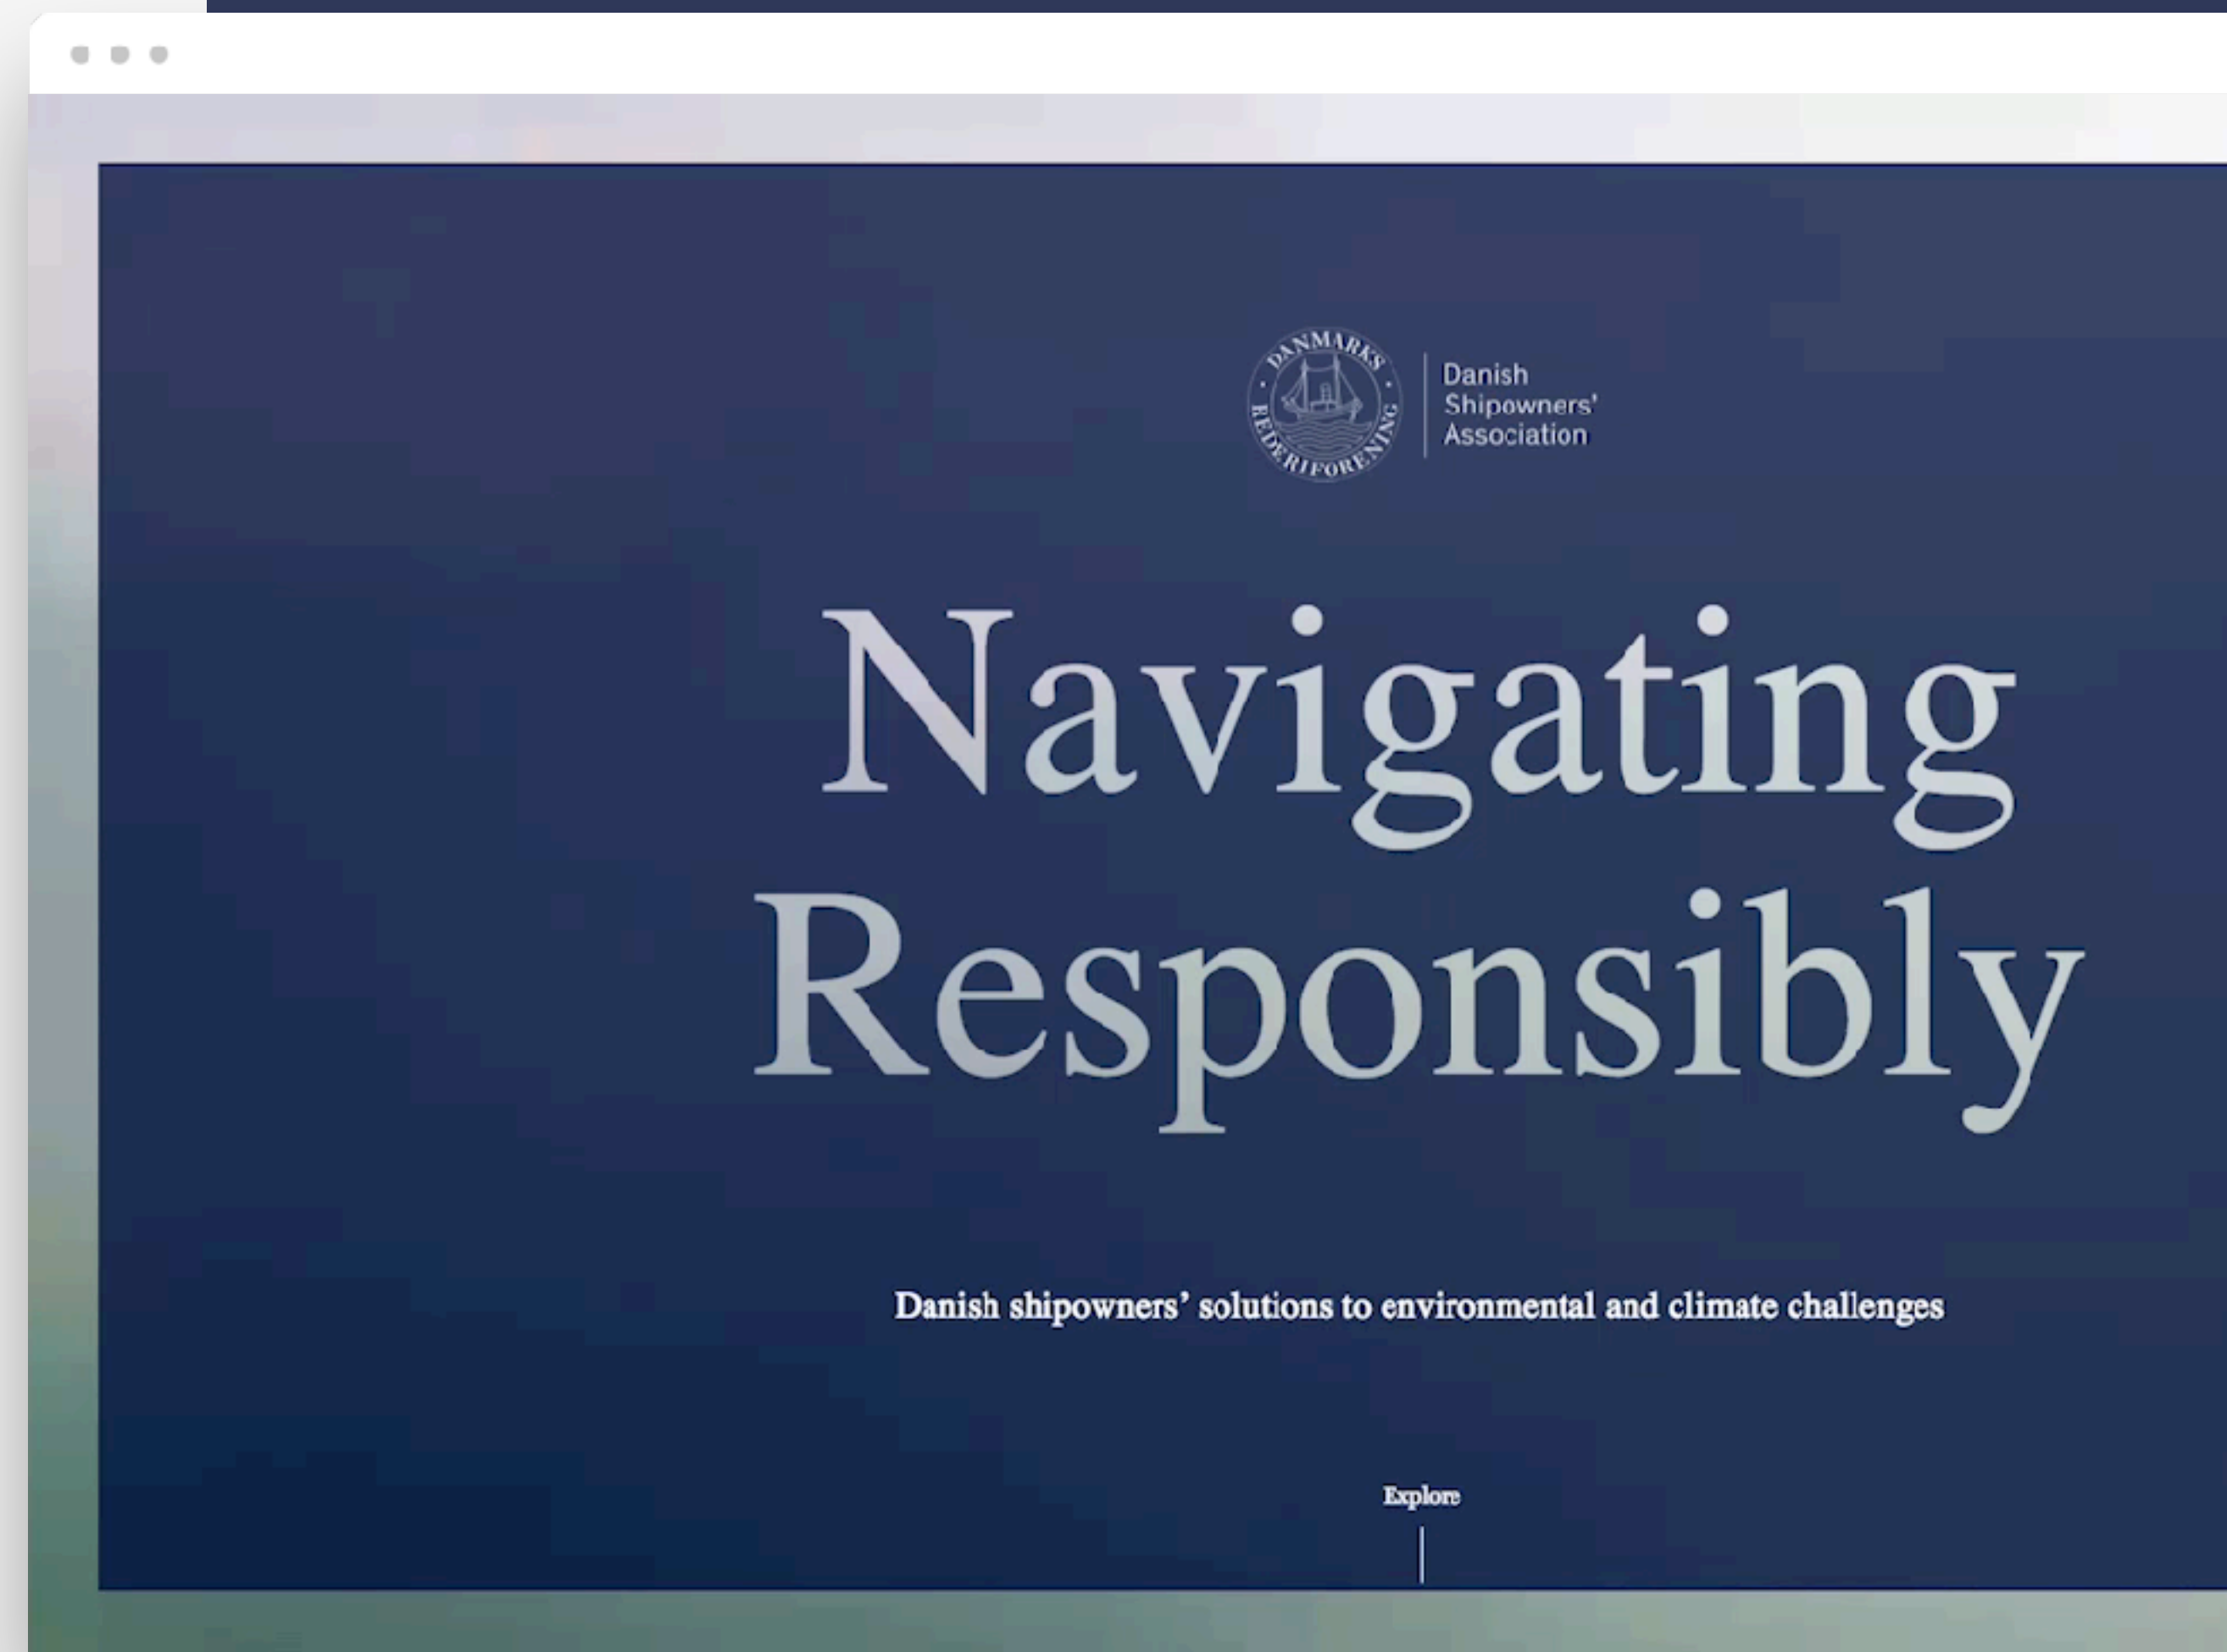 DANMARKS
REDERIFORENING
Danish
Shipowners'
Association
Navigating
Responsibly
Danish shipowners’ solutions to environmental and climate challenges
Explore